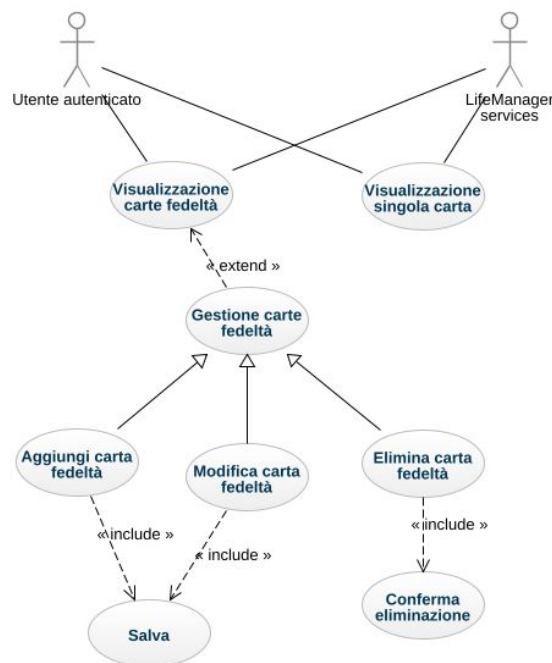 Utente autenticato
LifeManager
services
Visualizzazione
carte fedeltà
Visualizzazione
singola carta
« extend »
Gestione carte
fedeltà
Aggiungi carta
fedeltà
Modifica carta
fedeltà
Elimina carta
fedeltà
« include »
« include »
« include »
Salva
Conferma
eliminazione